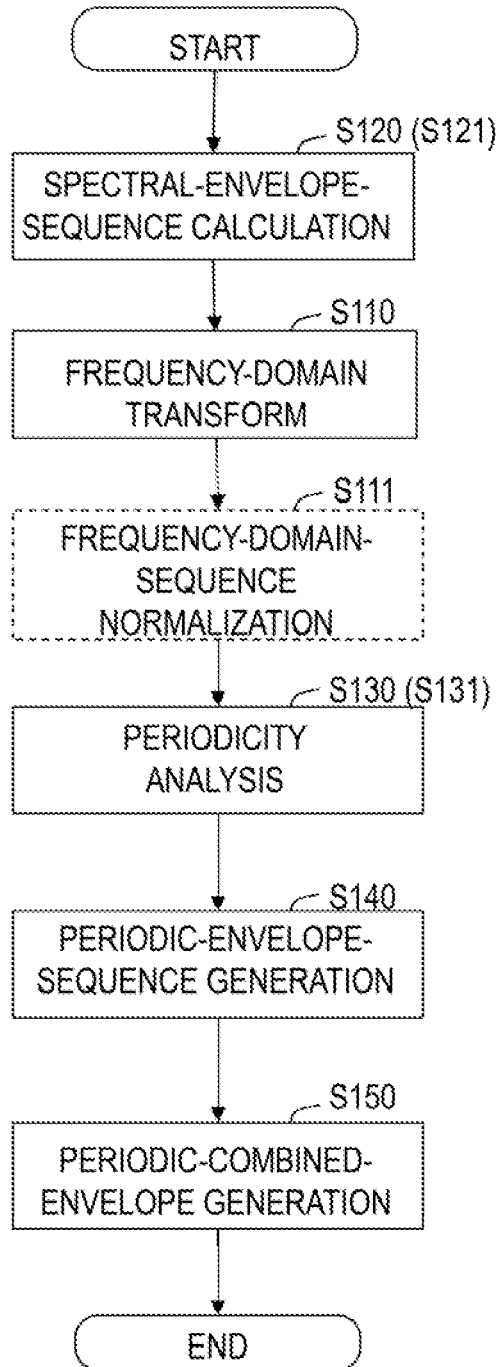 START
S120 (S121)
SPECTRAL-ENVELOPE-
SEQUENCE CALCULATION
S110
FREQUENCY-DOMAIN
TRANSFORM
S111
FREQUENCY-DOMAIN-
SEQUENCE
NORMALIZATION
S130 (S131)
PERIODICITY
ANALYSIS
S140
PERIODIC-ENVELOPE-
SEQUENCE GENERATION
S150
PERIODIC-COMBINED-
ENVELOPE GENERATION
END